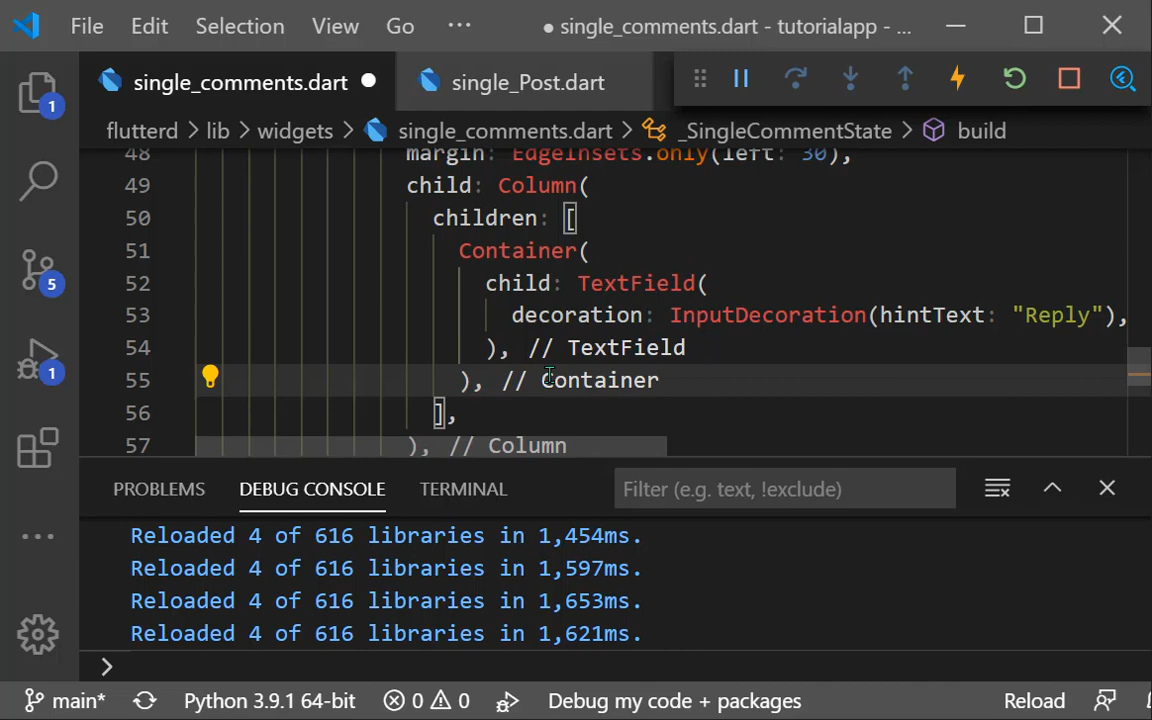 File Edit Selection View Go ··· ● single_comments.dart - tutorialapp - ...
single_comments.dart ● single_Post.dart
flutterd > lib > widgets > single_comments.dart > _SingleCommentState > build
48 margin: EdgeInsets.only(left: 30),
49 child: Column(
50 children: [
51 Container(
52 child: TextField(
53 decoration: InputDecoration(hintText: "Reply"),
54 ), // TextField
55 ), // Container
56 ],
57 ), // Column
1
5
1
PROBLEMS DEBUG CONSOLE TERMINAL Filter (e.g. text, !exclude)
Reloaded 4 of 616 libraries in 1,454ms.
Reloaded 4 of 616 libraries in 1,597ms.
Reloaded 4 of 616 libraries in 1,653ms.
Reloaded 4 of 616 libraries in 1,621ms.
>
main* Python 3.9.1 64-bit 0 0 Debug my code + packages Reload